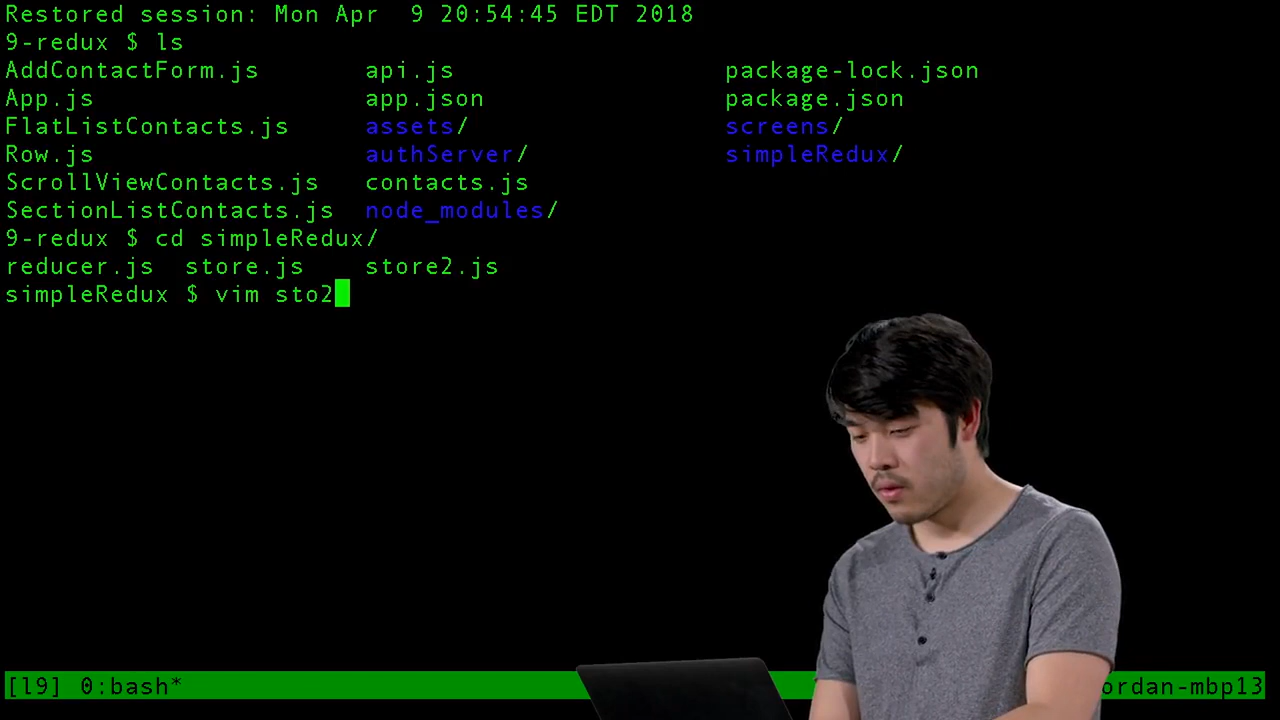 Restored session: Mon Apr  9 20:54:45 EDT 2018
9-redux $ ls
AddContactForm.js       api.js                  package-lock.json
App.js                  app.json                package.json
FlatListContacts.js     assets/                 screens/
Row.js                  authServer/             simpleRedux/
ScrollViewContacts.js   contacts.js
SectionListContacts.js  node_modules/
9-redux $ cd simpleRedux/
reducer.js  store.js    store2.js
simpleRedux $ vim sto2
[l9] 0:bash* ordan-mbp13